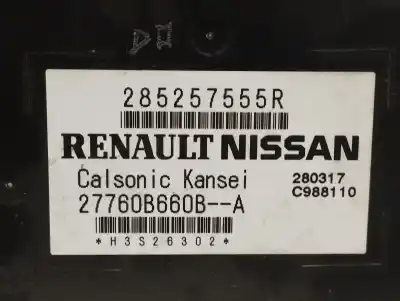 285257555R
RENAULT NISSAN
Calsonic Kansei
280317
27760B660B--A
C988110
*H3S26302*